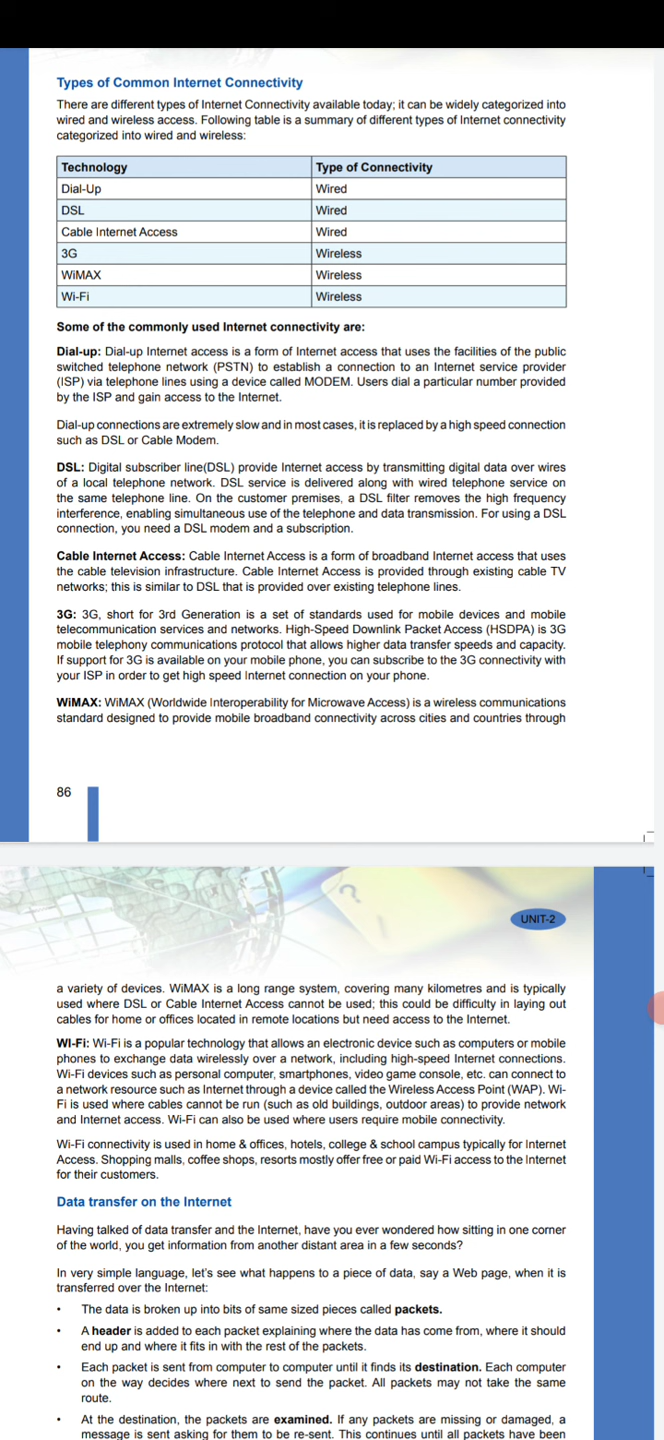 Types of Common Internet Connectivity
There are different types of Internet Connectivity available today; it can be widely categorized into
wired and wireless access. Following table is a summary of different types of Internet connectivity
categorized into wired and wireless:
Technology Type of Connectivity
Dial-Up Wired
DSL Wired
Cable Internet Access Wired
3G Wireless
WiMAX Wireless
Wi-Fi Wireless
Some of the commonly used Internet connectivity are:
Dial-up: Dial-up Internet access is a form of Internet access that uses the facilities of the public
switched telephone network (PSTN) to establish a connection to an Internet service provider
(ISP) via telephone lines using a device called MODEM. Users dial a particular number provided
by the ISP and gain access to the Internet.
Dial-up connections are extremely slow and in most cases, it is replaced by a high speed connection
such as DSL or Cable Modem.
DSL: Digital subscriber line(DSL) provide Internet access by transmitting digital data over wires
of a local telephone network. DSL service is delivered along with wired telephone service on
the same telephone line. On the customer premises, a DSL filter removes the high frequency
interference, enabling simultaneous use of the telephone and data transmission. For using a DSL
connection, you need a DSL modem and a subscription.
Cable Internet Access: Cable Internet Access is a form of broadband Internet access that uses
the cable television infrastructure. Cable Internet Access is provided through existing cable TV
networks; this is similar to DSL that is provided over existing telephone lines.
3G: 3G, short for 3rd Generation is a set of standards used for mobile devices and mobile
telecommunication services and networks. High-Speed Downlink Packet Access (HSDPA) is 3G
mobile telephony communications protocol that allows higher data transfer speeds and capacity.
If support for 3G is available on your mobile phone, you can subscribe to the 3G connectivity with
your ISP in order to get high speed Internet connection on your phone.
WiMAX: WiMAX (Worldwide Interoperability for Microwave Access) is a wireless communications
standard designed to provide mobile broadband connectivity across cities and countries through
86
UNIT-2
a variety of devices. WiMAX is a long range system, covering many kilometres and is typically
used where DSL or Cable Internet Access cannot be used; this could be difficulty in laying out
cables for home or offices located in remote locations but need access to the Internet.
WI-Fi: Wi-Fi is a popular technology that allows an electronic device such as computers or mobile
phones to exchange data wirelessly over a network, including high-speed Internet connections.
Wi-Fi devices such as personal computer, smartphones, video game console, etc. can connect to
a network resource such as Internet through a device called the Wireless Access Point (WAP). Wi-
Fi is used where cables cannot be run (such as old buildings, outdoor areas) to provide network
and Internet access. Wi-Fi can also be used where users require mobile connectivity.
Wi-Fi connectivity is used in home & offices, hotels, college & school campus typically for Internet
Access. Shopping malls, coffee shops, resorts mostly offer free or paid Wi-Fi access to the Internet
for their customers.
Data transfer on the Internet
Having talked of data transfer and the Internet, have you ever wondered how sitting in one corner
of the world, you get information from another distant area in a few seconds?
In very simple language, let's see what happens to a piece of data, say a Web page, when it is
transferred over the Internet:
• The data is broken up into bits of same sized pieces called packets.
• A header is added to each packet explaining where the data has come from, where it should
end up and where it fits in with the rest of the packets.
• Each packet is sent from computer to computer until it finds its destination. Each computer
on the way decides where next to send the packet. All packets may not take the same
route.
• At the destination, the packets are examined. If any packets are missing or damaged, a
message is sent asking for them to be re-sent. This continues until all packets have been